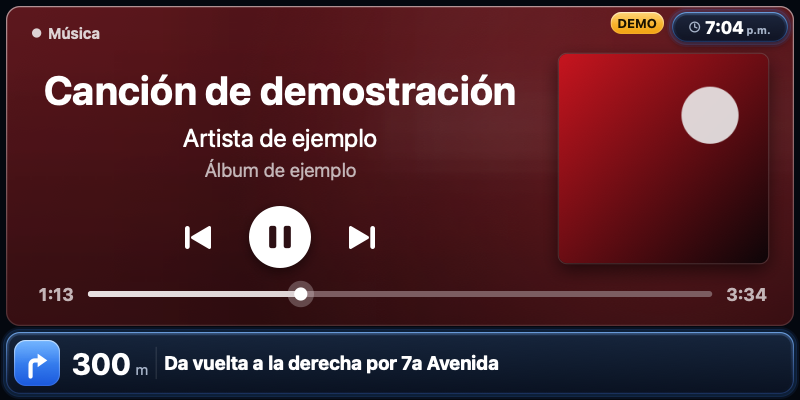 Música
DEMO
7:04 p.m.
Canción de demostración
Artista de ejemplo
Álbum de ejemplo
1:13
3:34
300 m
Da vuelta a la derecha por 7a Avenida